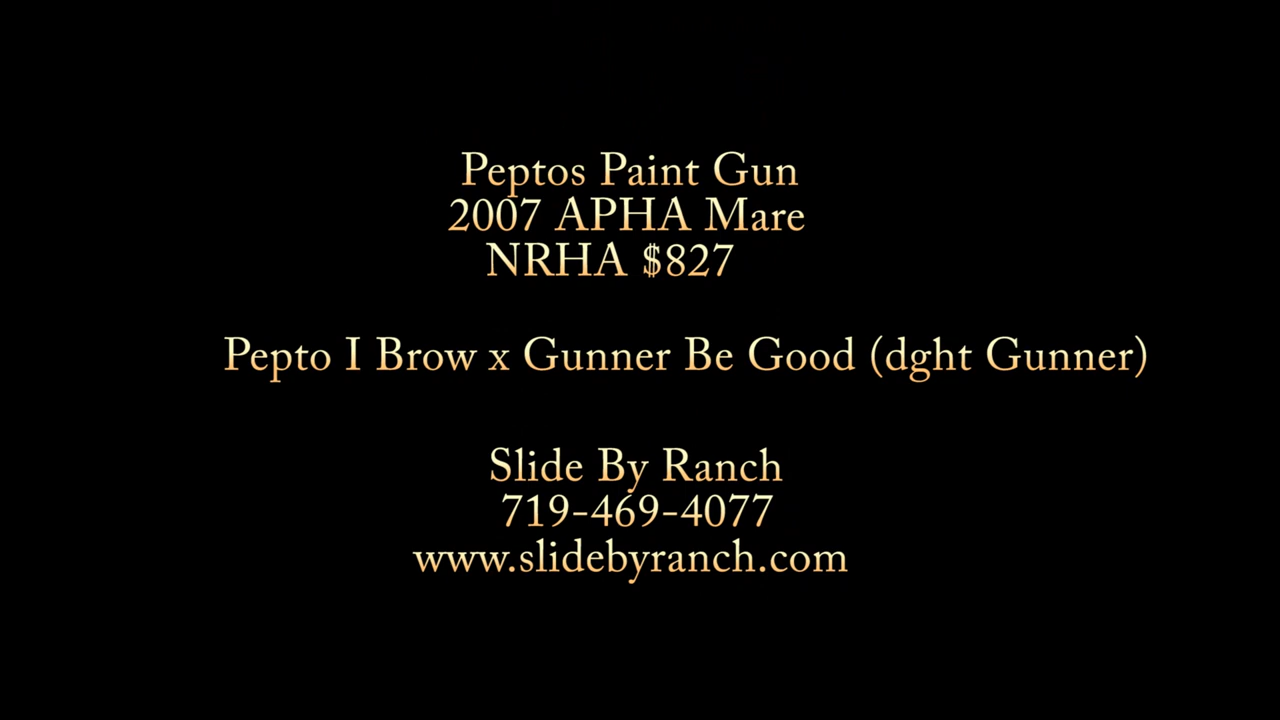 Peptos Paint Gun
2007 APHA Mare
NRHA $827
Pepto I Brow x Gunner Be Good (dght Gunner)
Slide By Ranch
719-469-4077
www.slidebyranch.com